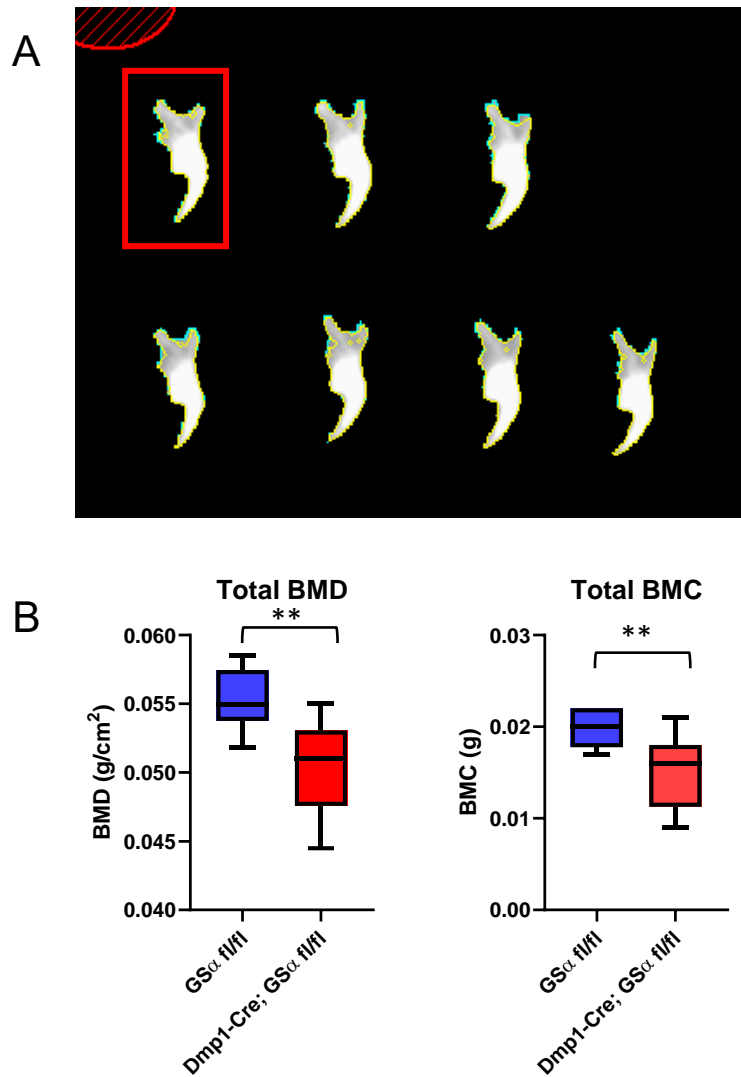 A
B
Total BMD
**
0.060
0.055
0.050
0.045
0.040
BMD (g/cm²)
GSα fl/fl
Dmp1-Cre; GSα fl/fl
Total BMC
**
0.03
0.02
0.01
0.00
BMC (g)
GSα fl/fl
Dmp1-Cre; GSα fl/fl